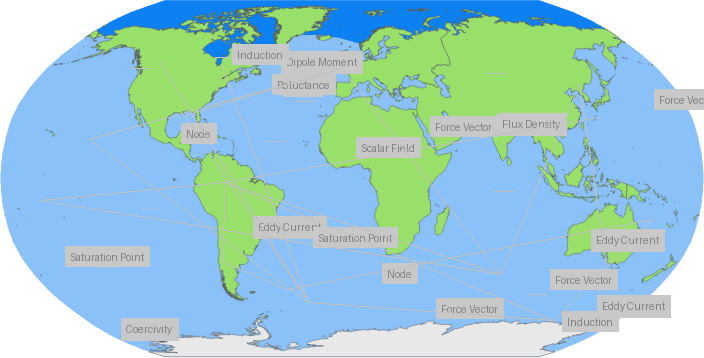 Induction
Dipole Moment
Reluctance
Force Vec
Node
Force Vector
Flux Density
Scalar Field
Eddy Current
Saturation Point
Eddy Current
Saturation Point
Node
Force Vector
Force Vector
Eddy Current
Coercivity
Induction